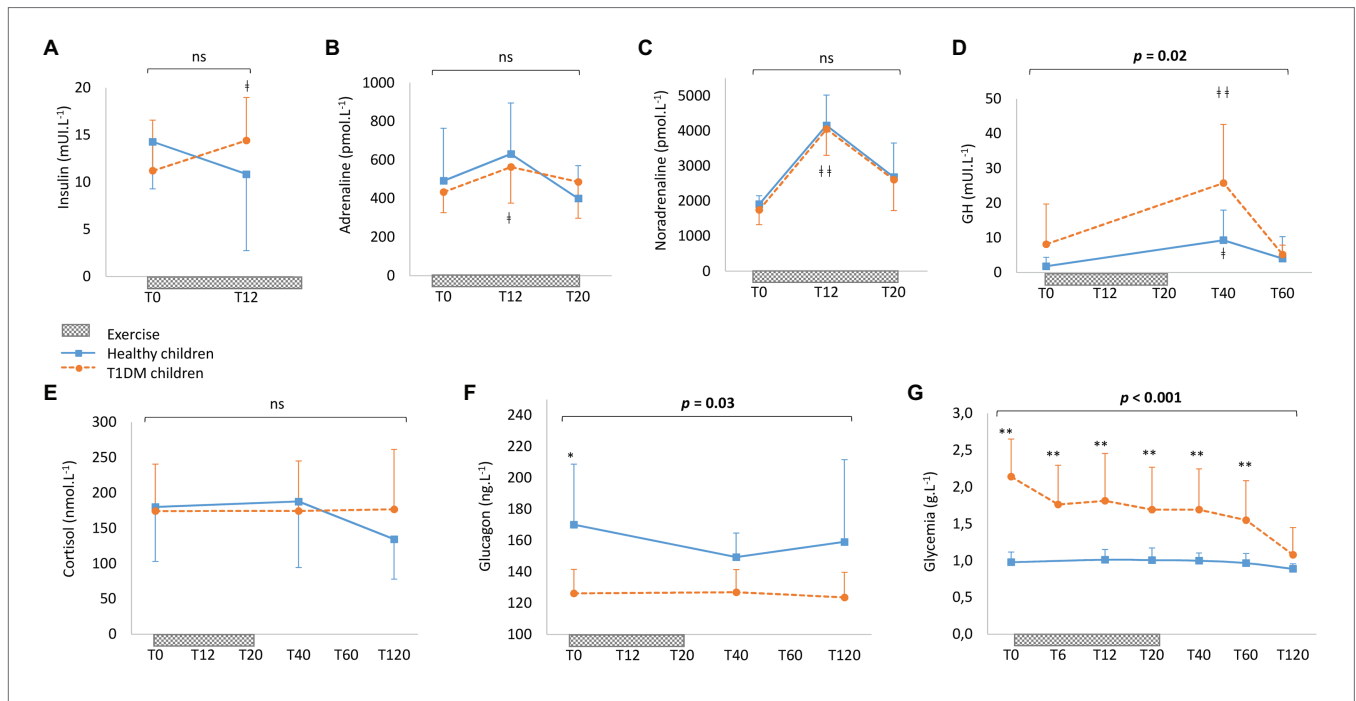 A
ns
ǂ
Insulin (mUI.L⁻¹)
20
15
10
5
0
T0 T12
B
ns
Adrenaline (pmol.L⁻¹)
1000
800
600
400
200
0
ǂ
T0 T12 T20
C
ns
Noradrenaline (pmol.L⁻¹)
5000
4000
3000
2000
1000
0
ǂ ǂ
T0 T12 T20
D
p = 0.02
ǂ ǂ
GH (mUI.L⁻¹)
50
40
30
20
10
0
ǂ
T0 T12 T20 T40 T60
Exercise
Healthy children
T1DM children
E
ns
Cortisol (nmol.L⁻¹)
300
250
200
150
100
50
0
T0 T12 T20 T40 T60 T120
F
p = 0.03
*
Glucagon (ng.L⁻¹)
240
220
200
180
160
140
120
100
T0 T12 T20 T40 T60 T120
G
p < 0.001
** ** ** ** ** **
Glycemia (g.L⁻¹)
3,0
2,5
2,0
1,5
1,0
0,5
0,0
T0 T6 T12 T20 T40 T60 T120